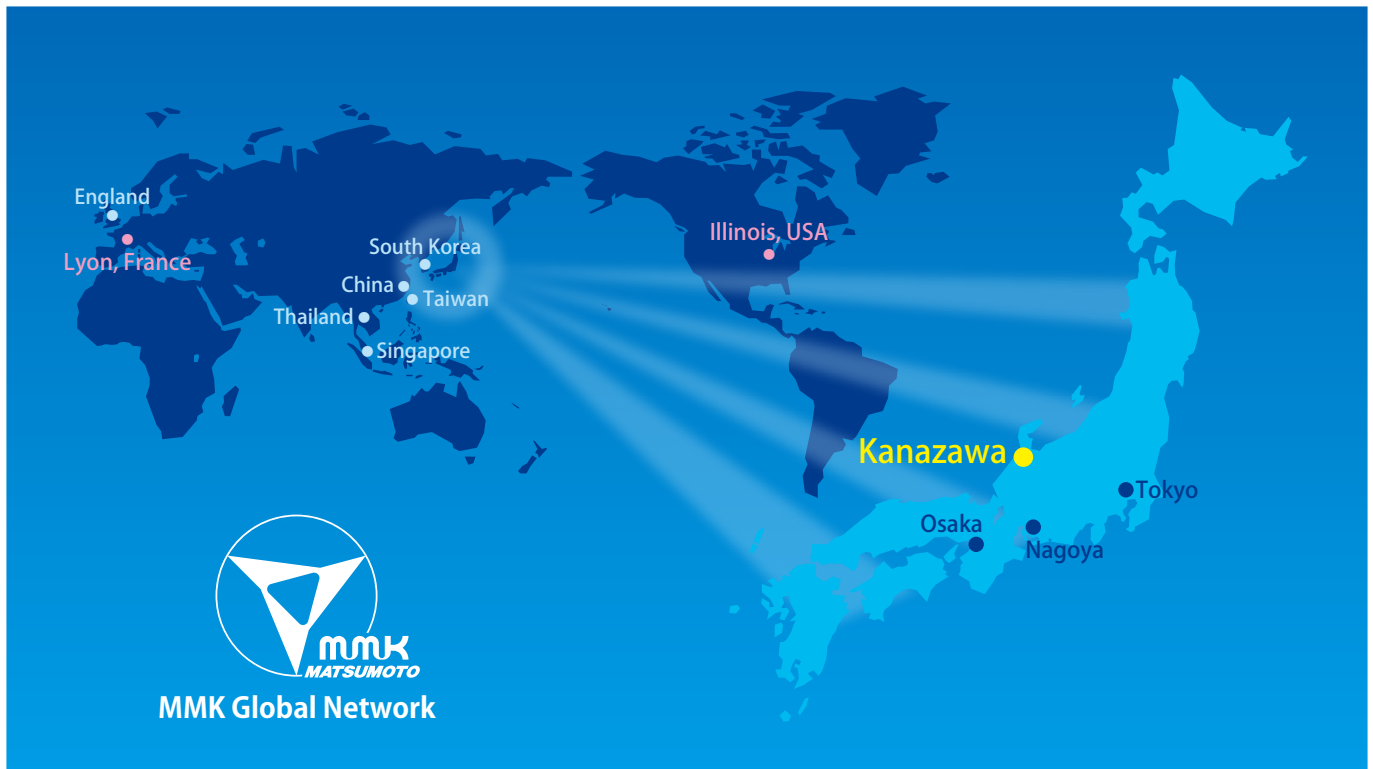 England
Lyon, France
South Korea
China
Taiwan
Thailand
Singapore
Illinois, USA
Kanazawa
Tokyo
Osaka
Nagoya
MMK
MATSUMOTO
MMK Global Network